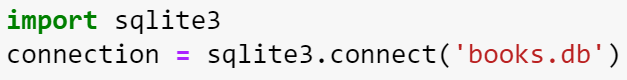 import sqlite3
connection = sqlite3.connect('books.db')